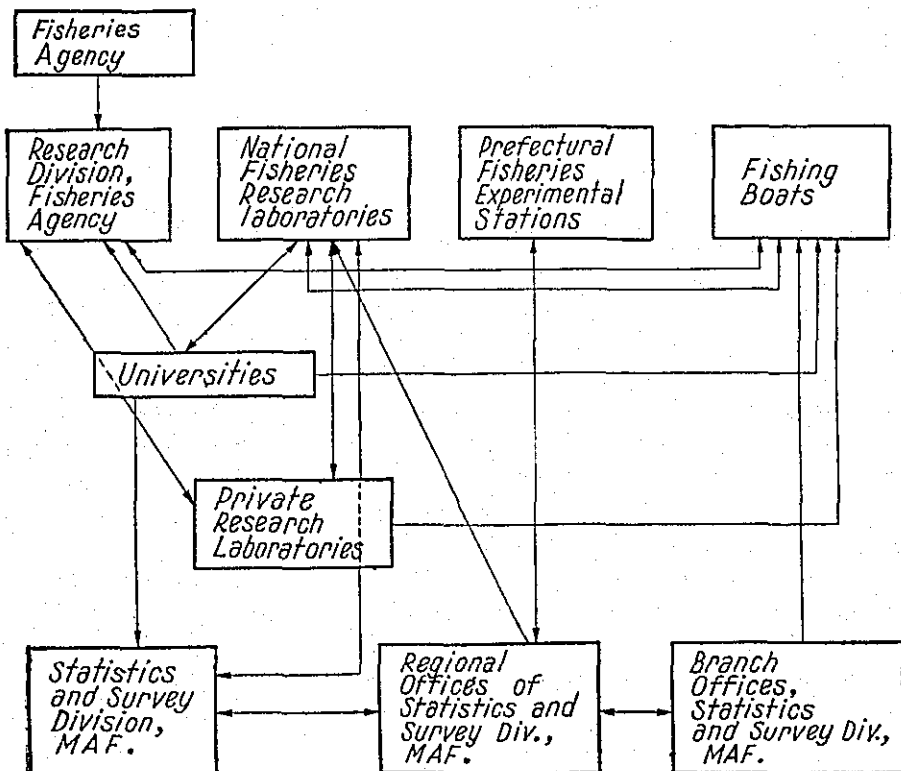 Fisheries
Agency
Research
Division,
Fisheries
Agency
National
Fisheries
Research
laboratories
Prefectural
Fisheries
Experimental
Stations
Fishing
Boats
Universities
Private
Research
Laboratories
Statistics
and Survey
Division,
MAF.
Regional
Offices of
Statistics and
Survey Div.,
MAF.
Branch
Offices,
Statistics
and Survey Div.,
MAF.